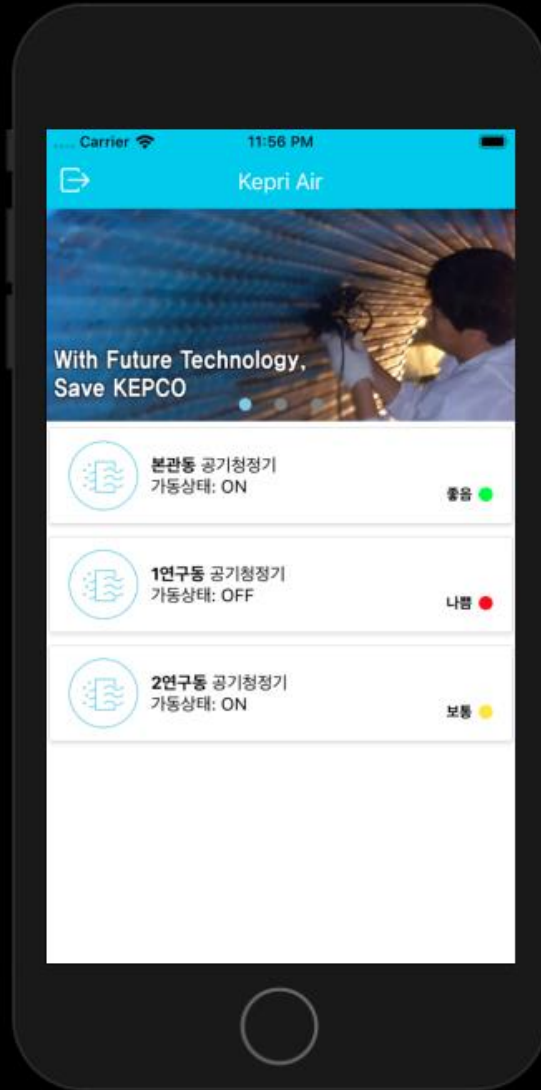 Carrier
11:56 PM
Kepri Air
With Future Technology,
Save KEPCO
본관동 공기청정기
가동상태: ON
좋음
1연구동 공기청정기
가동상태: OFF
나쁨
2연구동 공기청정기
가동상태: ON
보통